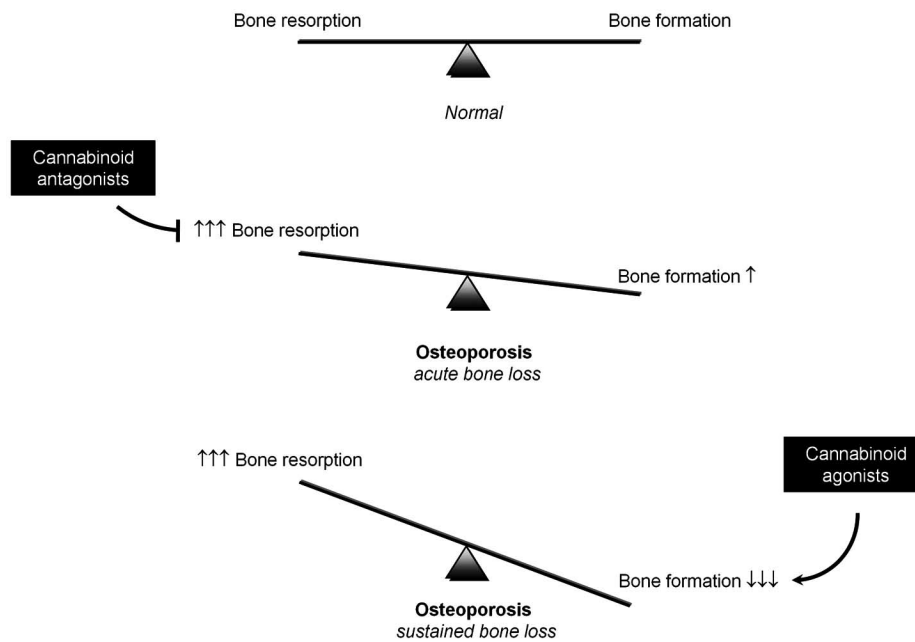 Bone resorption
Bone formation
Normal
Cannabinoid
antagonists
↑↑↑ Bone resorption
Bone formation ↑
Osteoporosis
acute bone loss
↑↑↑ Bone resorption
Cannabinoid
agonists
Bone formation ↓↓↓
Osteoporosis
sustained bone loss